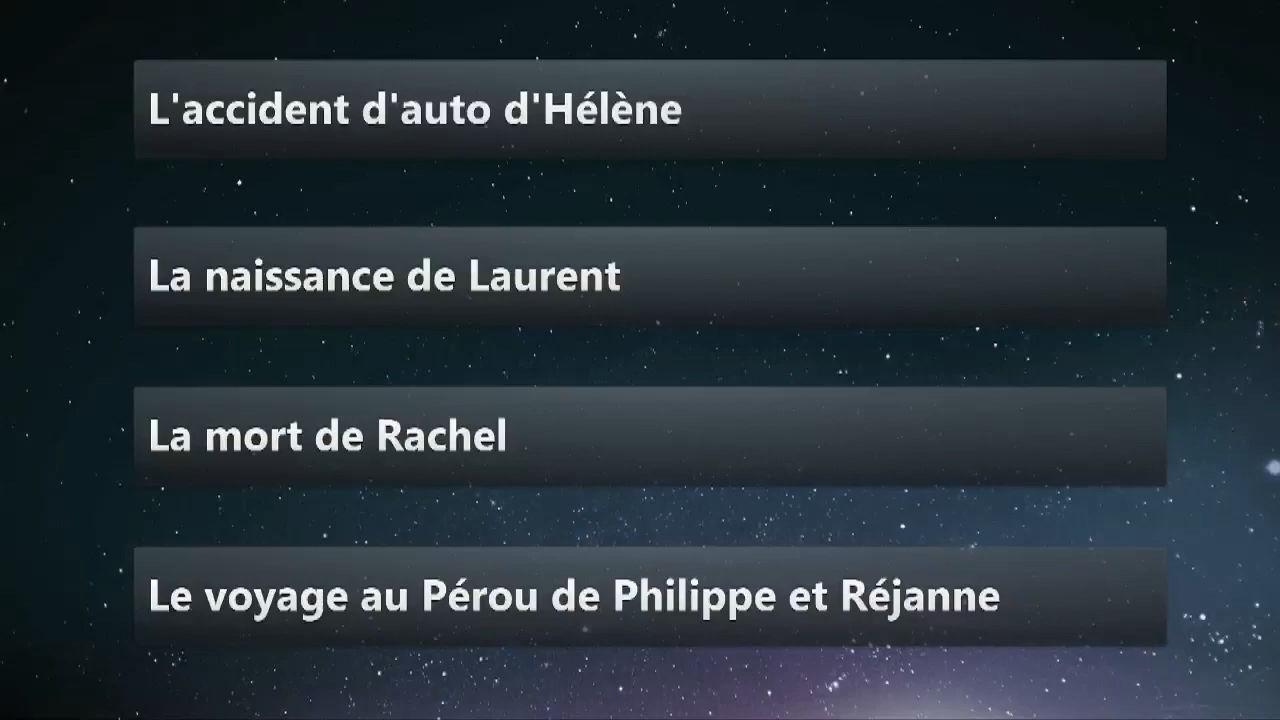 L'accident d'auto d'Hélène
La naissance de Laurent
La mort de Rachel
Le voyage au Pérou de Philippe et Réjanne